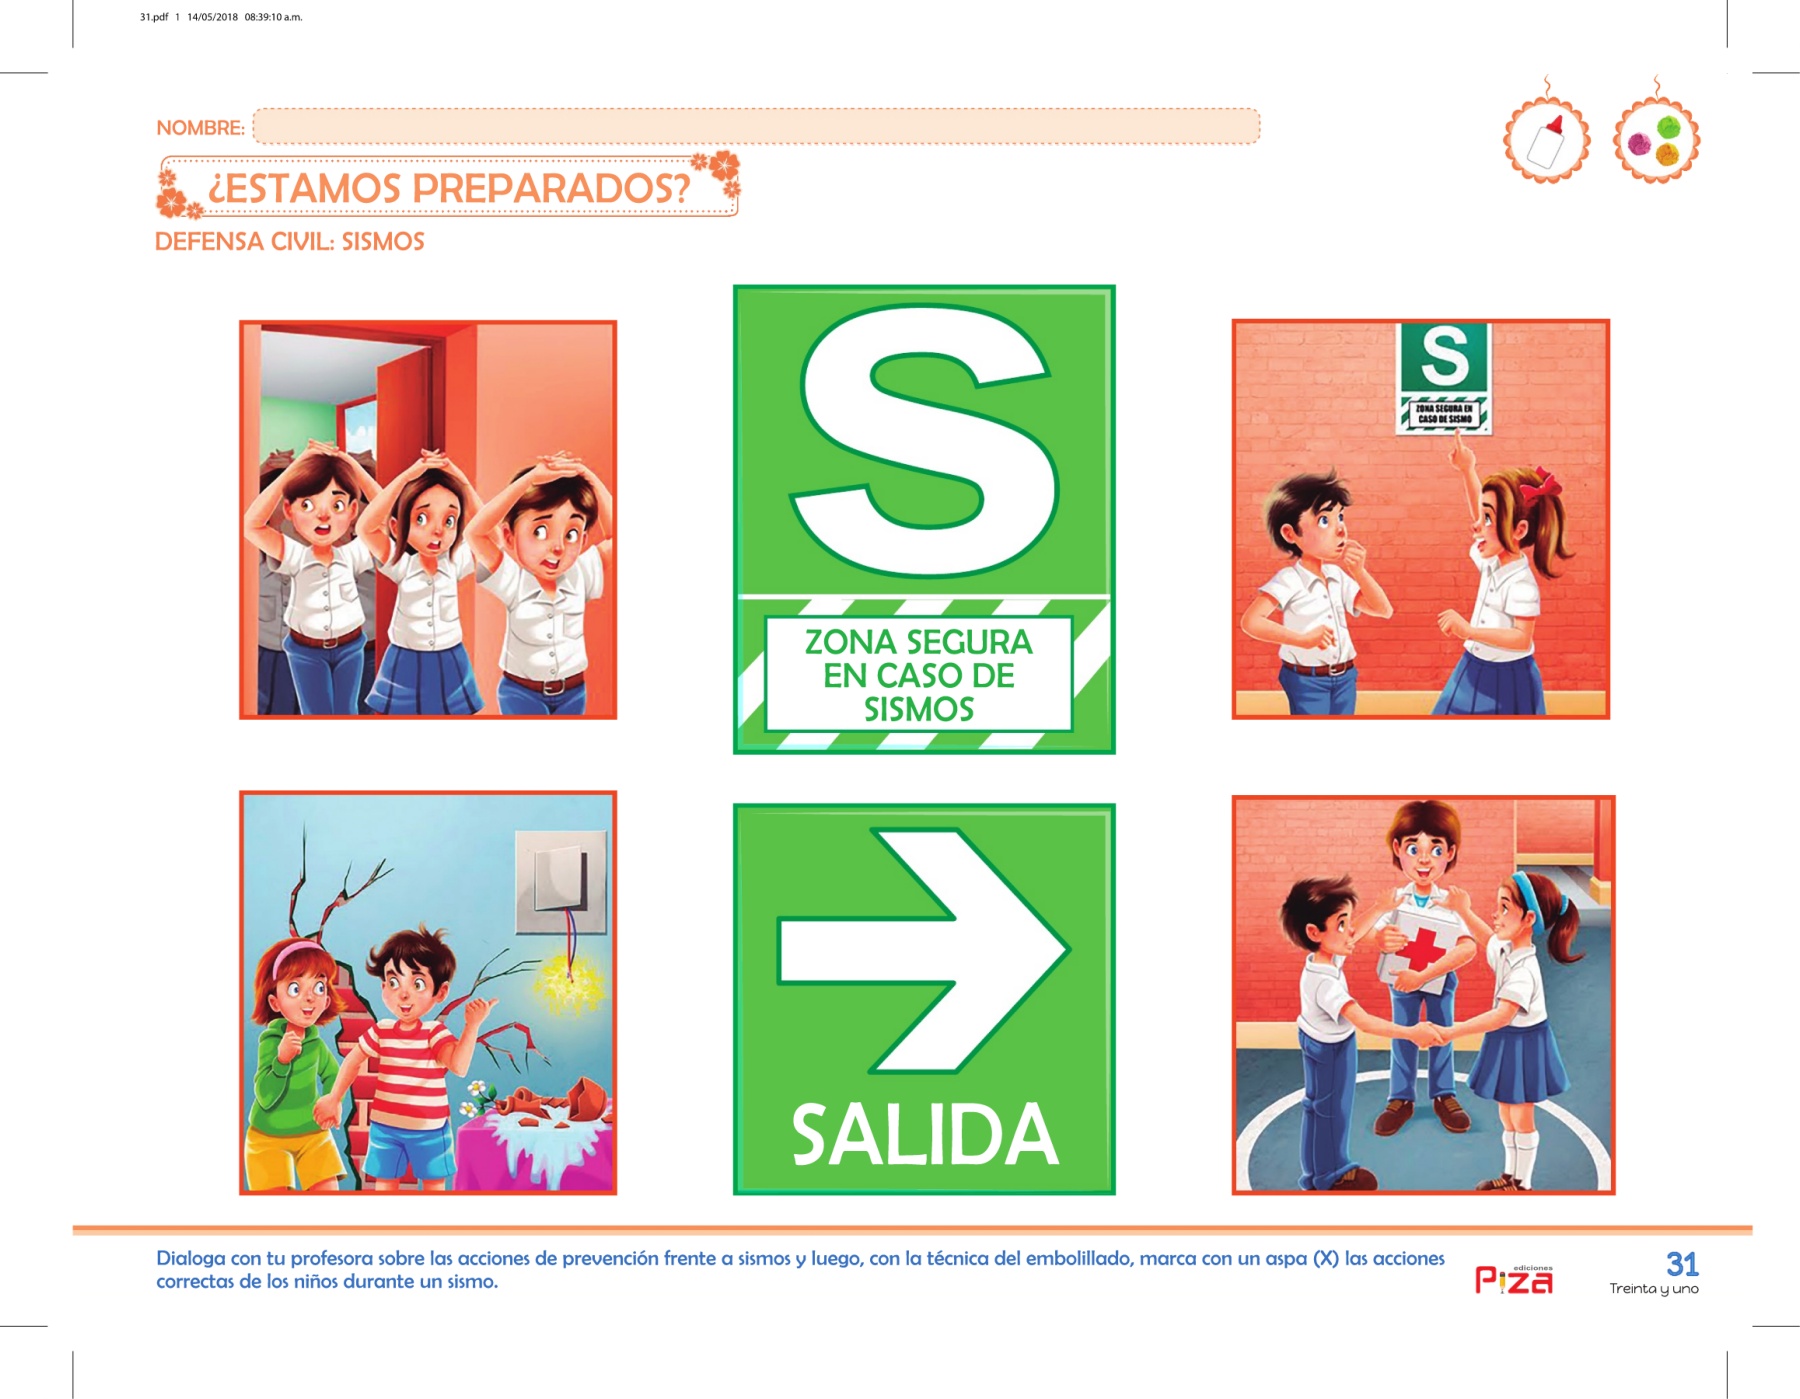 31.pdf 1 14/05/2018 08:39:10 a.m.
NOMBRE:
¿ESTAMOS PREPARADOS?
DEFENSA CIVIL: SISMOS
S
ZONA SEGURA
EN CASO DE
SISMOS
S
ZONA SEGURA EN
CASO DE SISMO
SALIDA
Dialoga con tu profesora sobre las acciones de prevención frente a sismos y luego, con la técnica del embolillado, marca con un aspa (X) las acciones
correctas de los niños durante un sismo.
ediciones
Piza
31
Treinta y uno